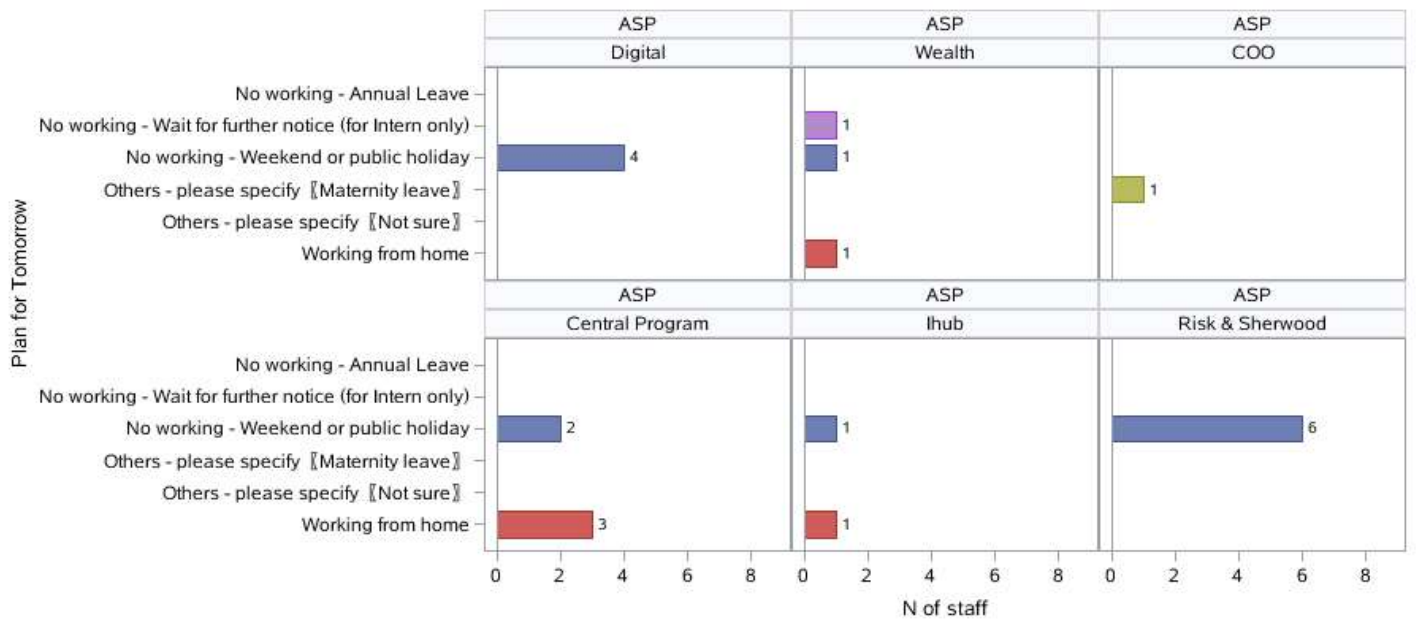 ASP ASP ASP
Digital Wealth COO
No working - Annual Leave
No working - Wait for further notice (for Intern only) 1
No working - Weekend or public holiday 4 1
Others - please specify 〖Maternity leave〗 1
Others - please specify 〖Not sure〗
Working from home 1
Plan for Tomorrow
ASP ASP ASP
Central Program Ihub Risk & Sherwood
No working - Annual Leave
No working - Wait for further notice (for Intern only)
No working - Weekend or public holiday 2 1 6
Others - please specify 〖Maternity leave〗
Others - please specify 〖Not sure〗
Working from home 3 1
0 2 4 6 8 0 2 4 6 8 0 2 4 6 8
N of staff